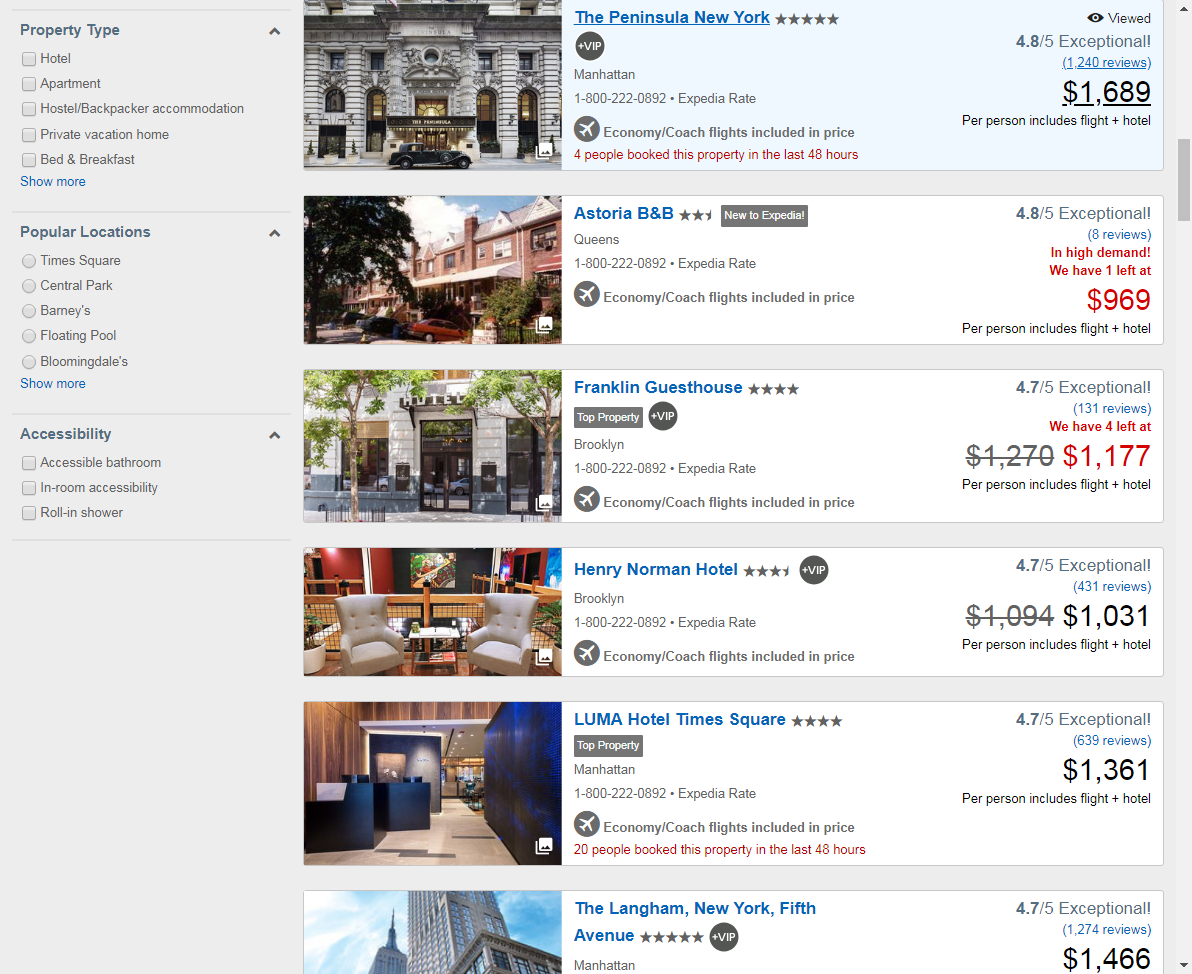 Property Type
Hotel
Apartment
Hostel/Backpacker accommodation
Private vacation home
Bed & Breakfast
Show more
Popular Locations
Times Square
Central Park
Barney's
Floating Pool
Bloomingdale's
Show more
Accessibility
Accessible bathroom
In-room accessibility
Roll-in shower
THE PENINSULA
The Peninsula New York
Viewed
+VIP
4.8/5 Exceptional!
Manhattan
(1,240 reviews)
1-800-222-0892 • Expedia Rate
$1,689
Economy/Coach flights included in price
Per person includes flight + hotel
4 people booked this property in the last 48 hours
Astoria B&B
New to Expedia!
4.8/5 Exceptional!
Queens
(8 reviews)
1-800-222-0892 • Expedia Rate
In high demand!
We have 1 left at
Economy/Coach flights included in price
$969
Per person includes flight + hotel
HOTEL
Franklin Guesthouse
4.7/5 Exceptional!
Top Property
+VIP
(131 reviews)
We have 4 left at
Brooklyn
1-800-222-0892 • Expedia Rate
$1,270 $1,177
Economy/Coach flights included in price
Per person includes flight + hotel
Henry Norman Hotel
+VIP
4.7/5 Exceptional!
Brooklyn
(431 reviews)
1-800-222-0892 • Expedia Rate
$1,094 $1,031
Economy/Coach flights included in price
Per person includes flight + hotel
LUMA Hotel Times Square
4.7/5 Exceptional!
Top Property
(639 reviews)
Manhattan
$1,361
1-800-222-0892 • Expedia Rate
Per person includes flight + hotel
Economy/Coach flights included in price
20 people booked this property in the last 48 hours
The Langham, New York, Fifth
Avenue
+VIP
4.7/5 Exceptional!
(1,274 reviews)
Manhattan
$1,466